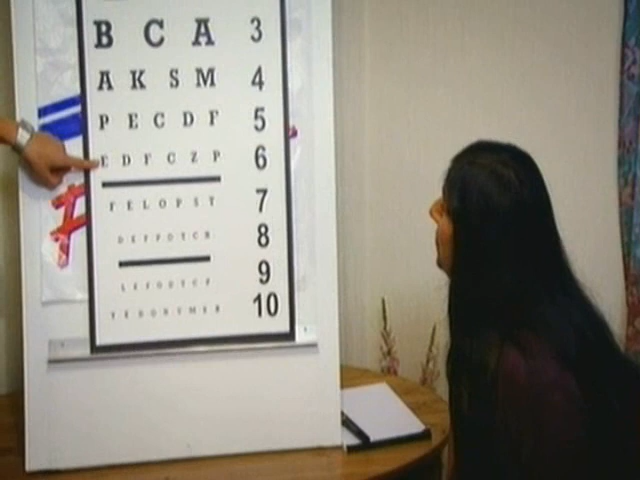 B C A 3
A K S M 4
P E C D F 5
E D F C Z P 6
F E L O P S T 7
D E F P O T C R 8
L E F O D T C P 9
10